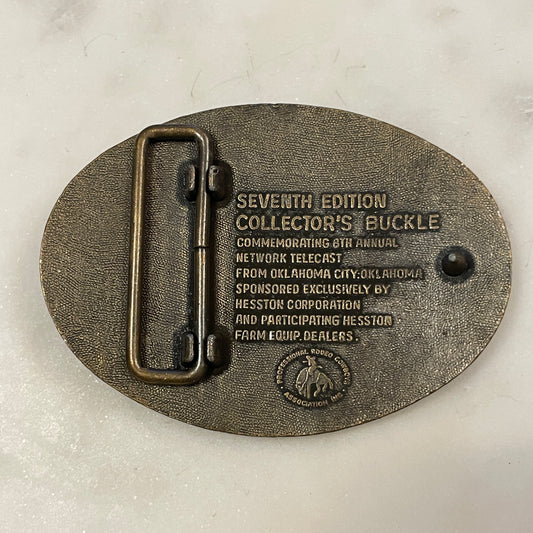 SEVENTH EDITION
COLLECTOR'S BUCKLE
COMMEMORATING 6TH ANNUAL
NETWORK TELECAST
FROM OKLAHOMA CITY, OKLAHOMA
SPONSORED EXCLUSIVELY BY
HESSTON CORPORATION
AND PARTICIPATING HESSTON
FARM EQUIP. DEALERS.
PROFESSIONAL RODEO COWBOYS
ASSOCIATION INC.